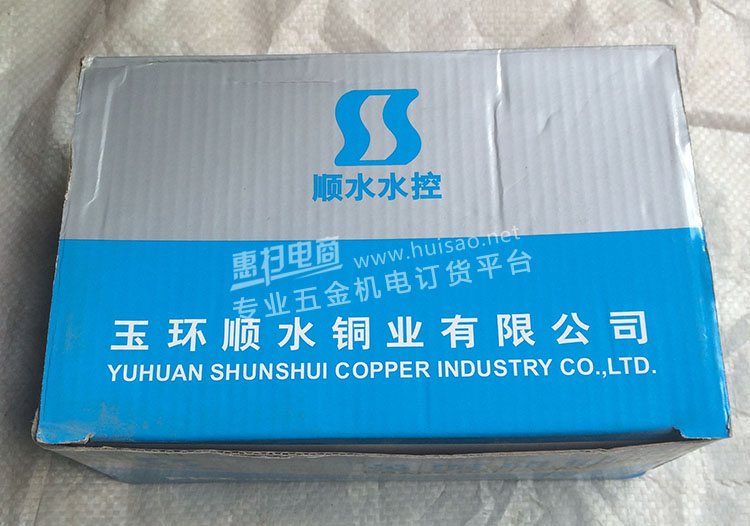 顺水水控
惠扫电商 www.huisao.net
专业五金机电订货平台
玉环顺水铜业有限公司
YUHUAN SHUNSHUI COPPER INDUSTRY CO.,LTD.